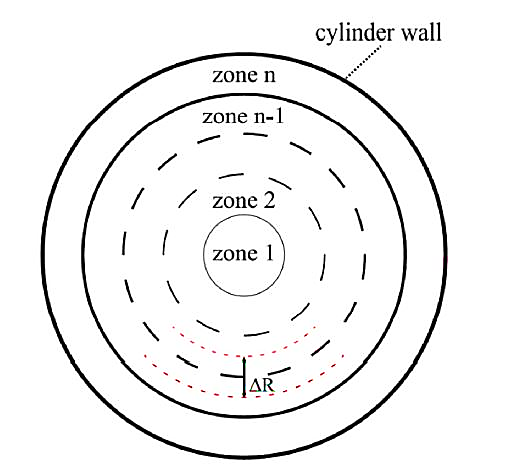 cylinder wall
zone n
zone n-1
zone 2
zone 1
ΔR